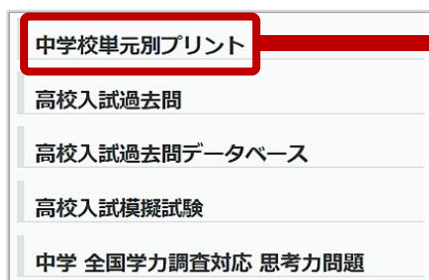 中学校単元別プリント
高校入試過去問
高校入試過去問データベース
高校入試模擬試験
中学 全国学力調査対応 思考力問題